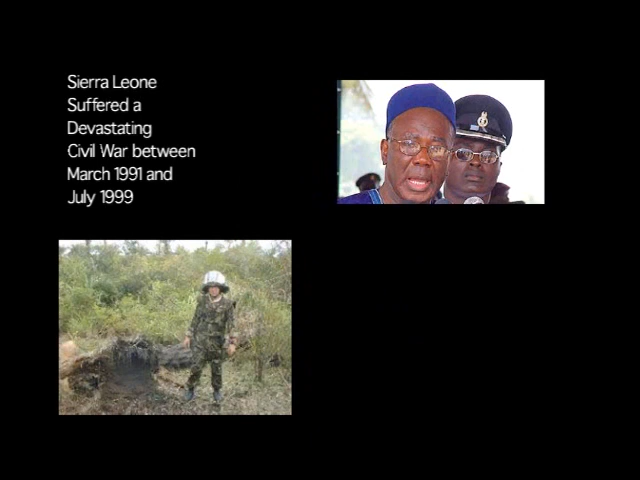 Sierra Leone
Suffered a
Devastating
Civil War between
March 1991 and
July 1999